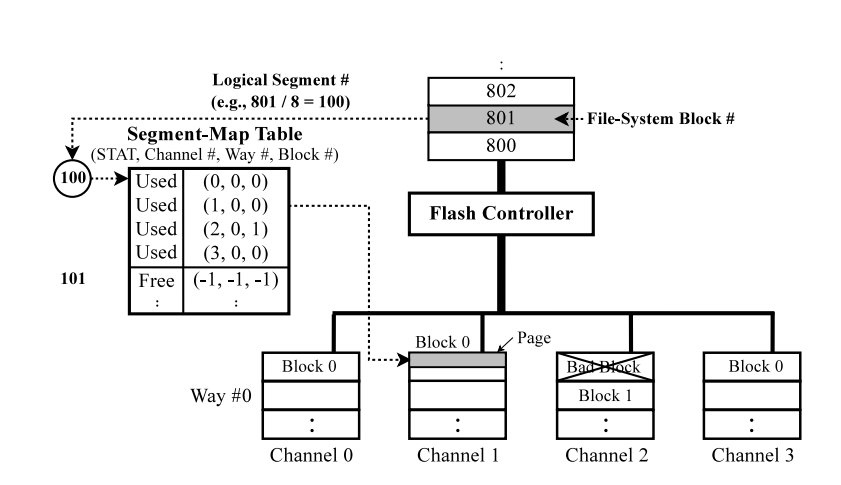 :
802
801
800
File-System Block #
Logical Segment #
(e.g., 801 / 8 = 100)
Segment-Map Table
(STAT, Channel #, Way #, Block #)
100
Used (0, 0, 0)
Used (1, 0, 0)
Used (2, 0, 1)
Used (3, 0, 0)
101
Free (-1, -1, -1)
: :
Flash Controller
Block 0
Page
Block 0
Bad Block
Block 0
Way #0
Block 1
: : : :
Channel 0 Channel 1 Channel 2 Channel 3